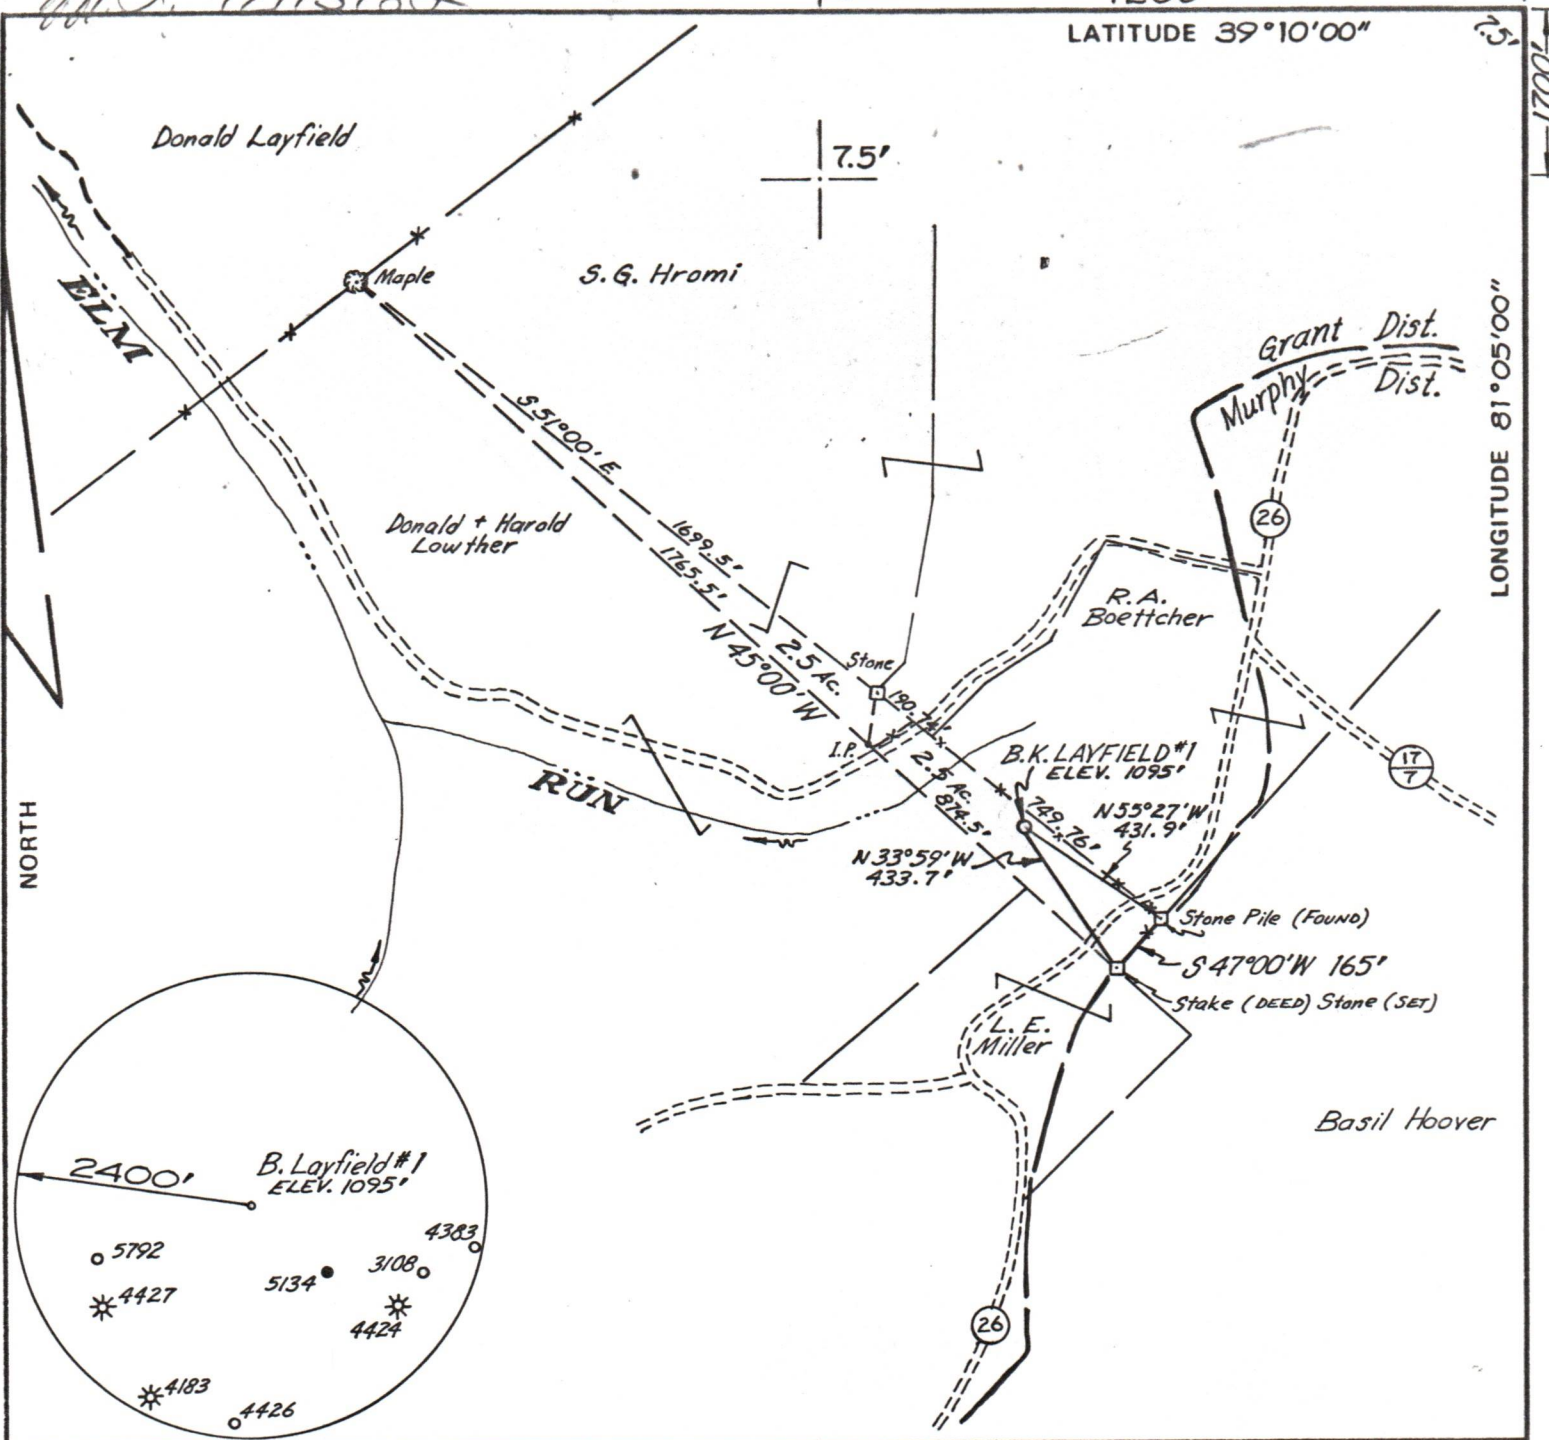 LATITUDE 39°10'00"
7.5'
1700'
Donald Layfield
7.5'
Maple
S.G. Hromi
ELM
Grant Dist.
Murphy Dist.
LONGITUDE 81°05'00"
S 51°00' E
1699.5'
1765.5'
N 45°00' W
Donald + Harold
Lowther
26
R.A.
Boettcher
2.5 Ac.
Stone
190.74'
I.P.
RUN
B.K. LAYFIELD #1
ELEV. 1095'
2.5 Ac.
874.5'
749.76'
N 55°27' W
431.9'
17
7
N 33°59' W
433.7'
NORTH
Stone Pile (FOUND)
S 47°00' W 165'
Stake (DEED) Stone (SET)
L. E.
Miller
Basil Hoover
2400'
B. Layfield #1
ELEV. 1095'
4383
5792
5134
3108
4427
4424
26
4183
4426